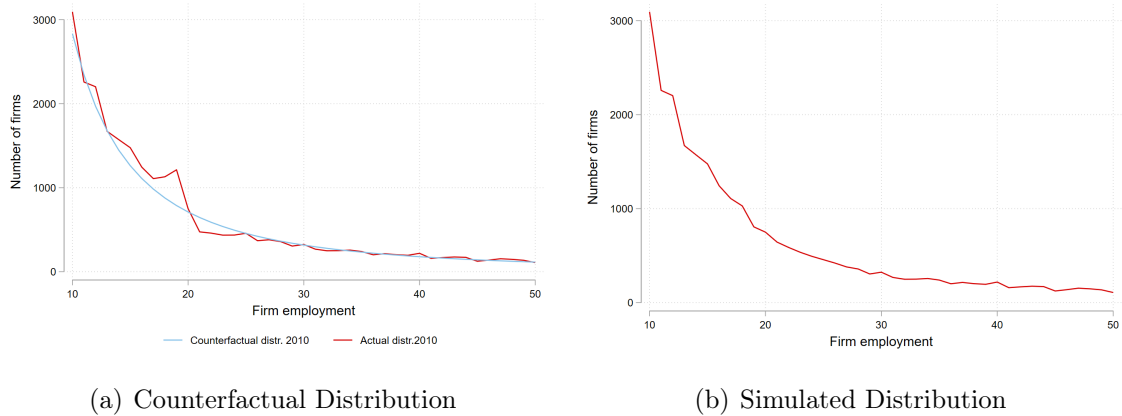 3000
2000
1000
0
Number of firms
10
20
30
40
50
Firm employment
Counterfactual distr. 2010
Actual distr.2010
(a) Counterfactual Distribution
3000
2000
1000
0
Number of firms
10
20
30
40
50
Firm employment
(b) Simulated Distribution